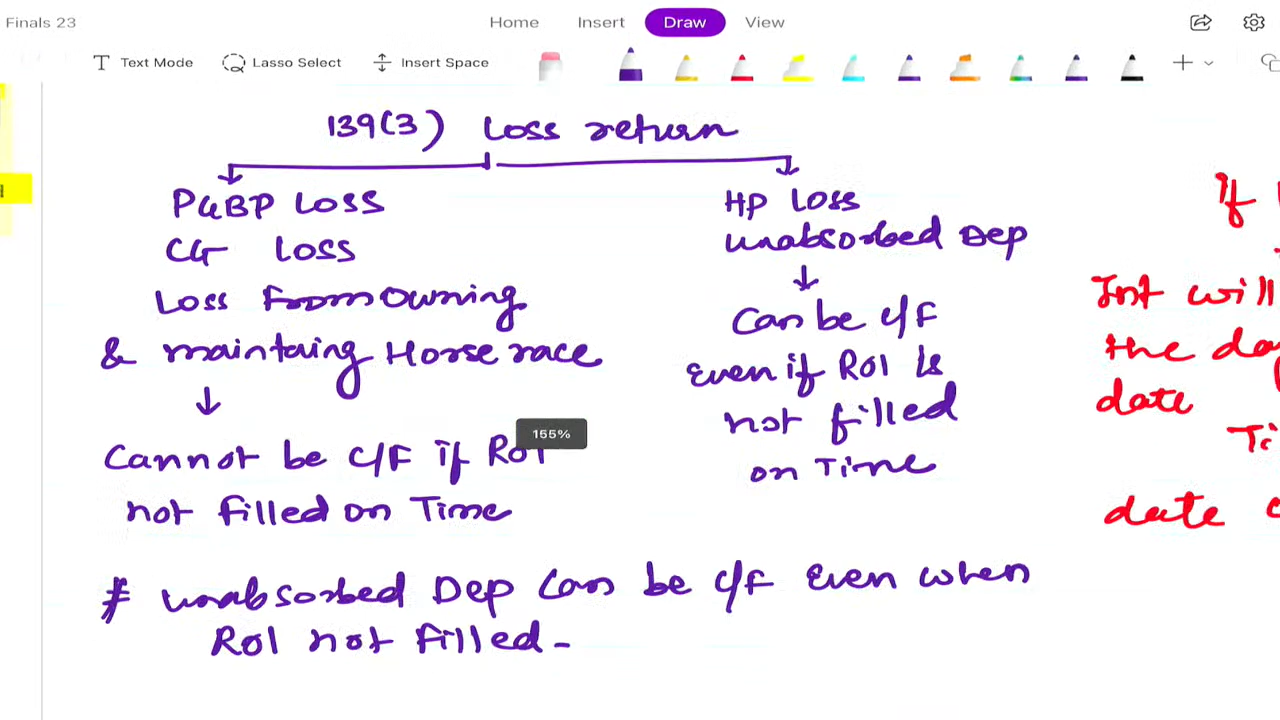 Finals 23
Home Insert Draw View
Text Mode Lasso Select Insert Space
139(3) Loss return
PGBP Loss
CG Loss
Loss From owning
& maintaing Horse race
Cannot be C/F if ROI
not filled on Time
HP Loss
unabsorbed Dep
Can be C/F
Even if ROI is
not filled
on Time
155%
# unabsorbed Dep Can be C/F Even when
ROI not filled -
If
Int will
the da
date
Ti
date